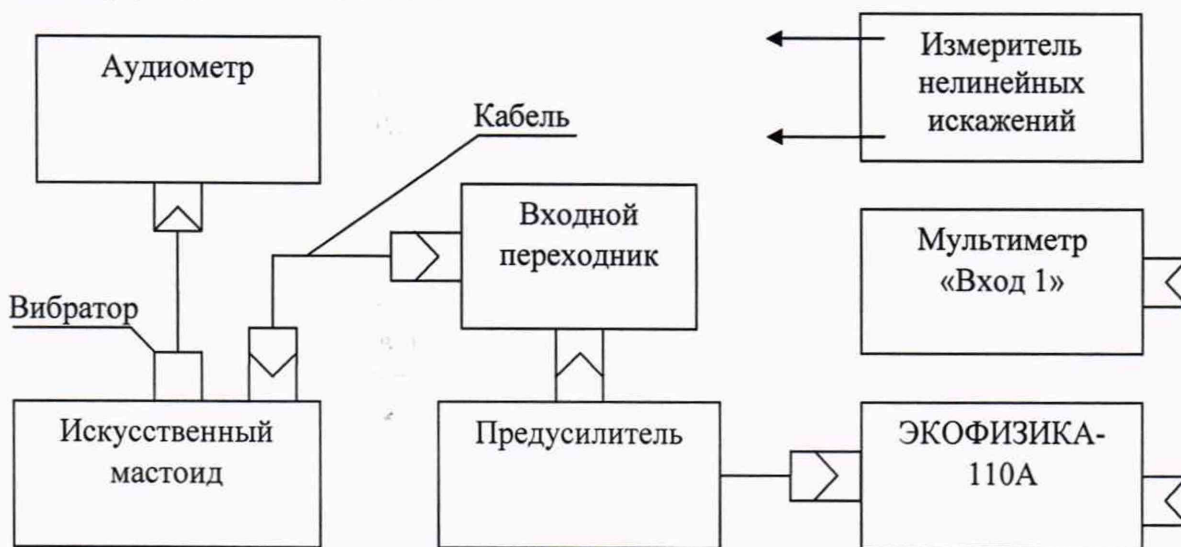 Аудиометр
Измеритель
нелинейных
искажений
Кабель
Входной
переходник
Мультиметр
«Вход 1»
Вибратор
Искусственный
мастоид
Предусилитель
ЭКОФИЗИКА-
110А